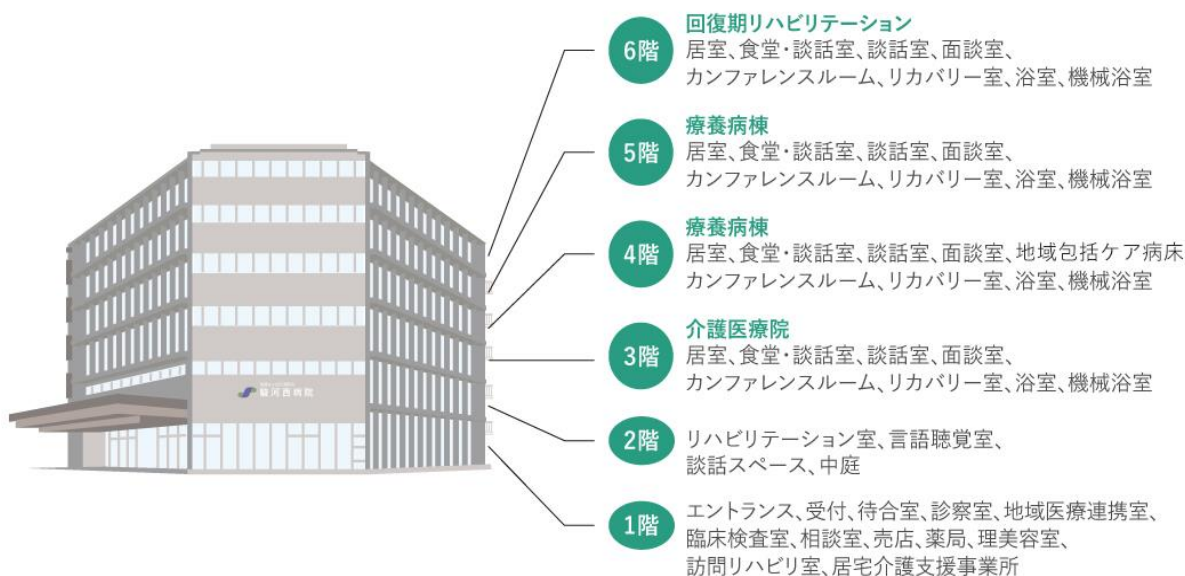 6階
回復期リハビリテーション
居室、食堂・談話室、談話室、面談室、
カンファレンスルーム、リカバリー室、浴室、機械浴室
5階
療養病棟
居室、食堂・談話室、談話室、面談室、
カンファレンスルーム、リカバリー室、浴室、機械浴室
4階
療養病棟
居室、食堂・談話室、談話室、面談室、地域包括ケア病床
カンファレンスルーム、リカバリー室、浴室、機械浴室
3階
介護医療院
居室、食堂・談話室、談話室、面談室、
カンファレンスルーム、リカバリー室、浴室、機械浴室
駿河西病院
2階
リハビリテーション室、言語聴覚室、
談話スペース、中庭
1階
エントランス、受付、待合室、診察室、地域医療連携室、
臨床検査室、相談室、売店、薬局、理美容室、
訪問リハビリ室、居宅介護支援事業所